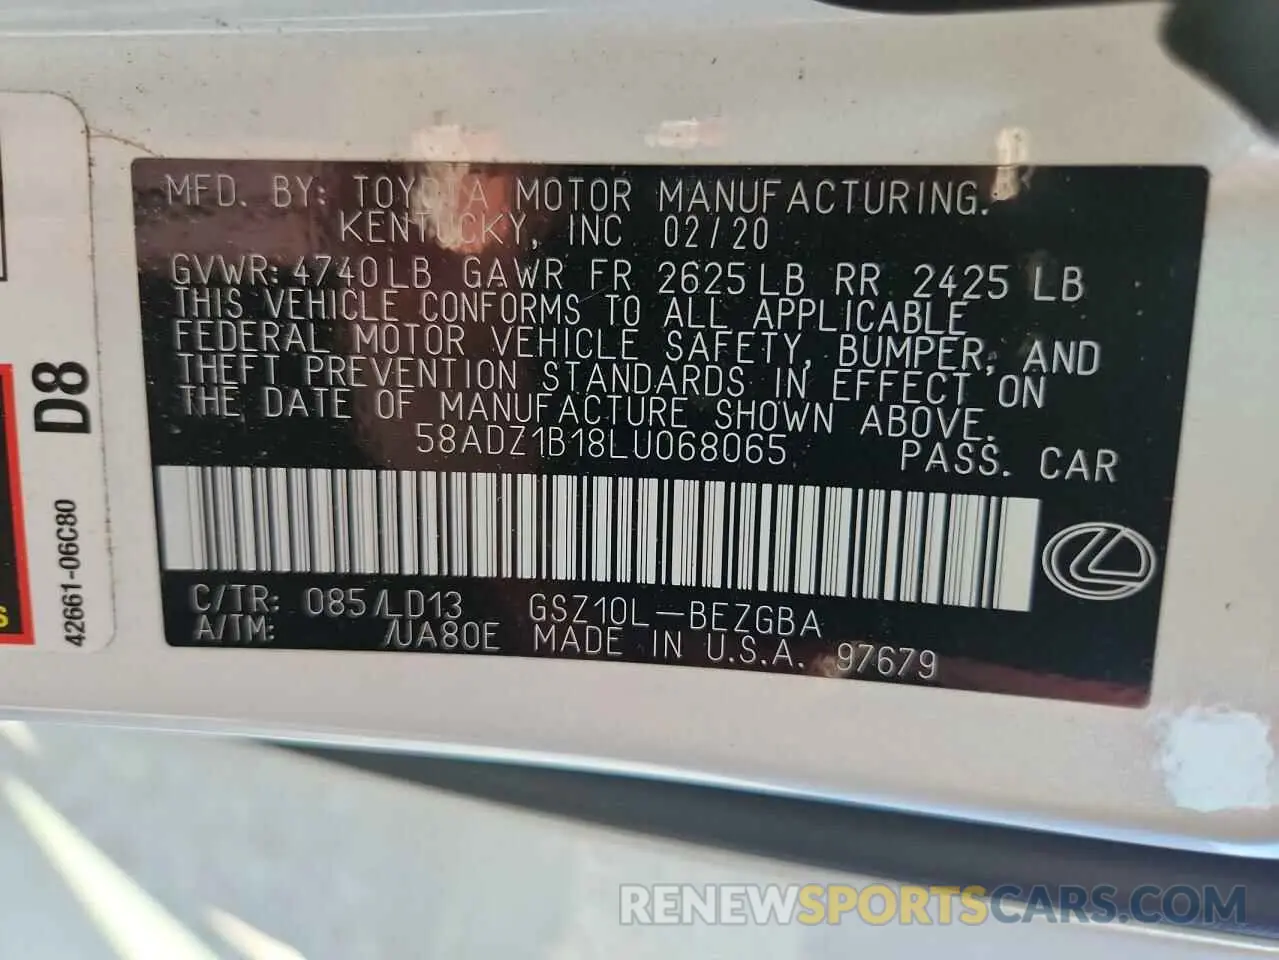 MFD. BY: TOYOTA MOTOR MANUFACTURING.
KENTUCKY, INC 02/20
GVWR: 4740LB GAWR FR 2625LB RR 2425 LB
THIS VEHICLE CONFORMS TO ALL APPLICABLE
FEDERAL MOTOR VEHICLE SAFETY, BUMPER, AND
THEFT PREVENTION STANDARDS IN EFFECT ON
THE DATE OF MANUFACTURE SHOWN ABOVE.
58ADZ1B18LU068065 PASS. CAR
C/TR: 085/LD13 GSZ10L-BEZGBA
A/TM: /UA80E MADE IN U.S.A. 97679
D8
42661-06C80
RENEWSPORTSCARS.COM